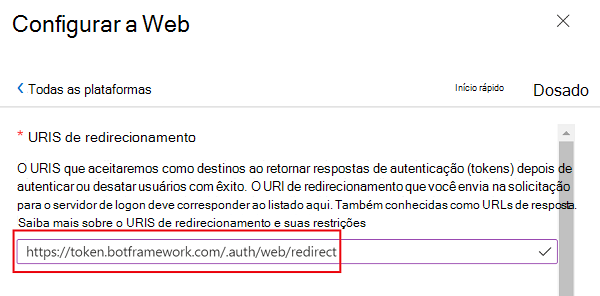 Configurar a Web
Todas as plataformas
Início rápido
Dosado
* URIS de redirecionamento
O URIS que aceitaremos como destinos ao retornar respostas de autenticação (tokens) depois de
autenticar ou desatar usuários com êxito. O URI de redirecionamento que você envia na solicitação
para o servidor de logon deve corresponder ao listado aqui. Também conhecidas como URLs de resposta.
Saiba mais sobre o URIS de redirecionamento e suas restrições
https://token.botframework.com/.auth/web/redirect